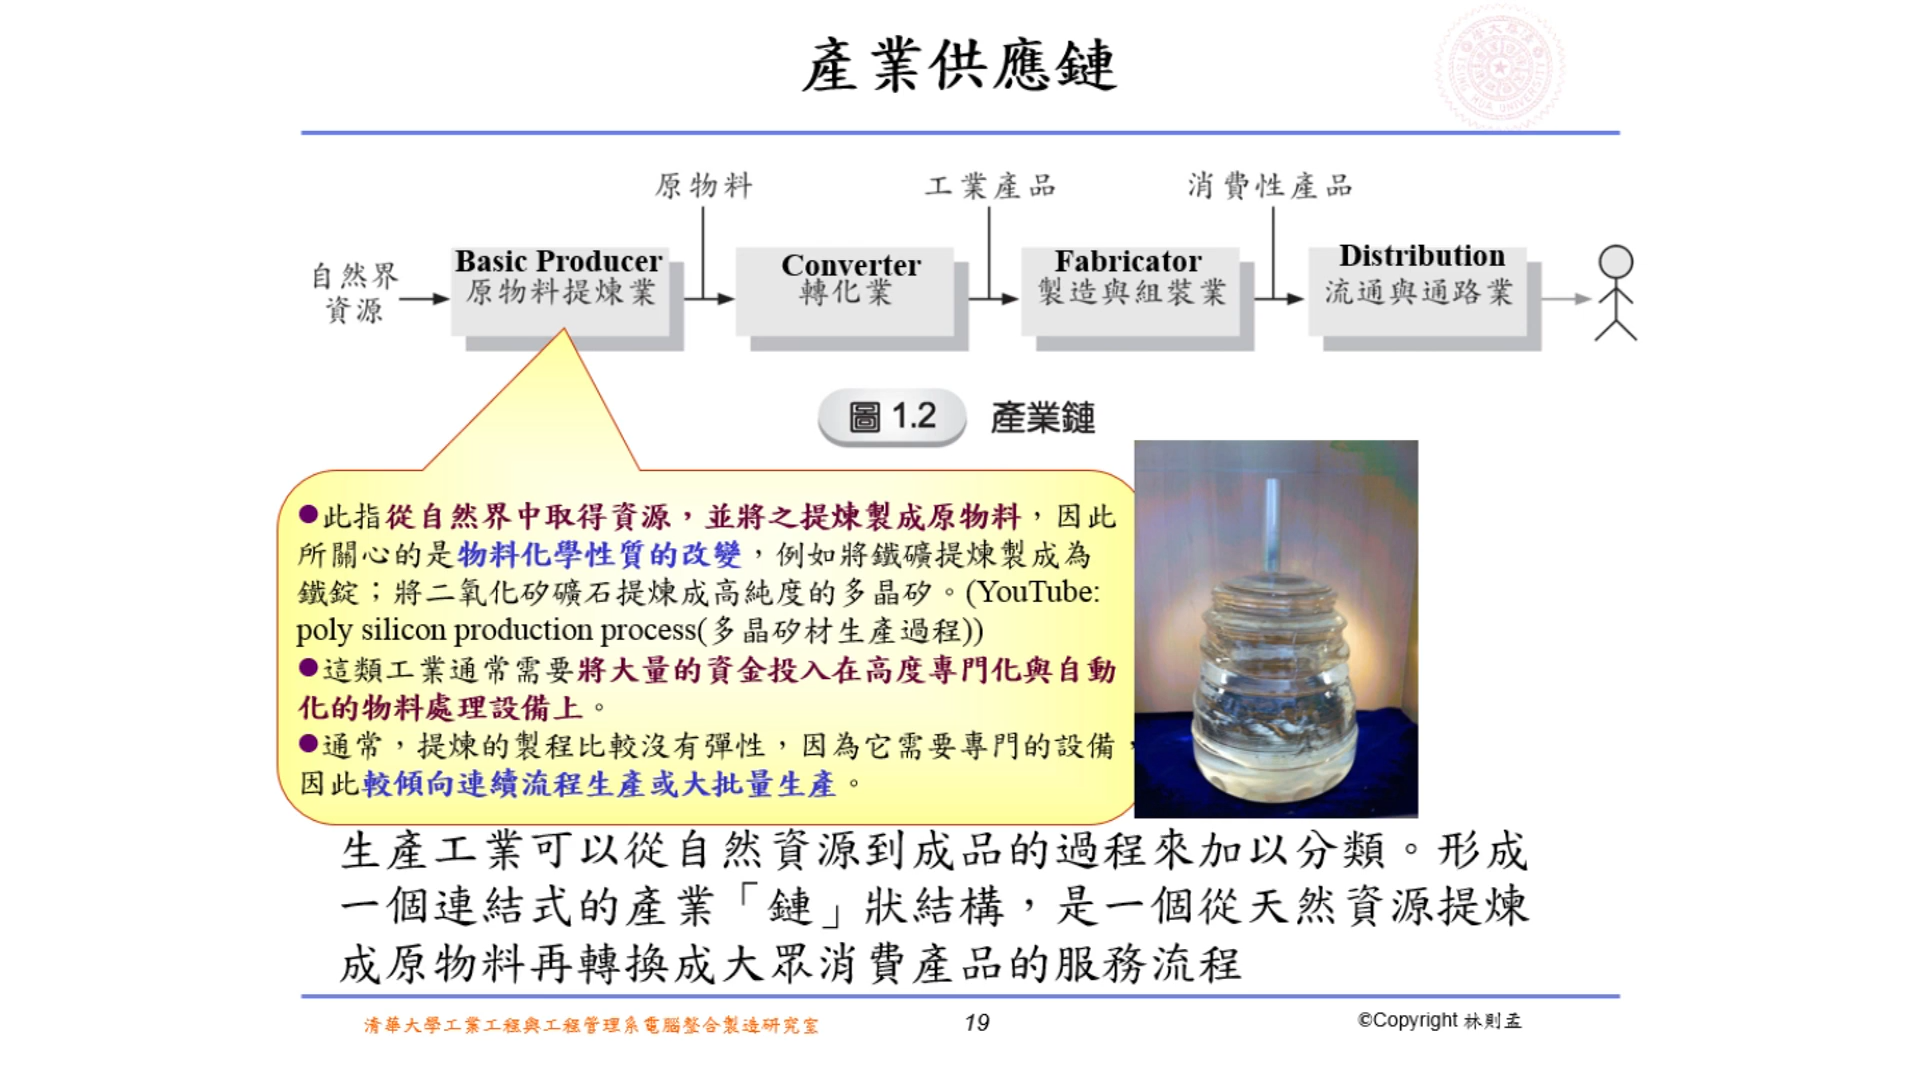 產業供應鏈
原物料
工業產品
消費性產品
自然界
資源
Basic Producer
原物料提煉業
Converter
轉化業
Fabricator
製造與組裝業
Distribution
流通與通路業
圖 1.2 產業鏈
●此指從自然界中取得資源，並將之提煉製成原物料，因此
所關心的是物料化學性質的改變，例如將鐵礦提煉製成為
鐵錠；將二氧化矽礦石提煉成高純度的多晶矽。(YouTube:
poly silicon production process(多晶矽材生產過程))
●這類工業通常需要將大量的資金投入在高度專門化與自動
化的物料處理設備上。
●通常，提煉的製程比較沒有彈性，因為它需要專門的設備，
因此較傾向連續流程生產或大批量生產。
生產工業可以從自然資源到成品的過程來加以分類。形成
一個連結式的產業「鏈」狀結構，是一個從天然資源提煉
成原物料再轉換成大眾消費產品的服務流程
清華大學工業工程與工程管理系電腦整合製造研究室
19
©Copyright 林則孟